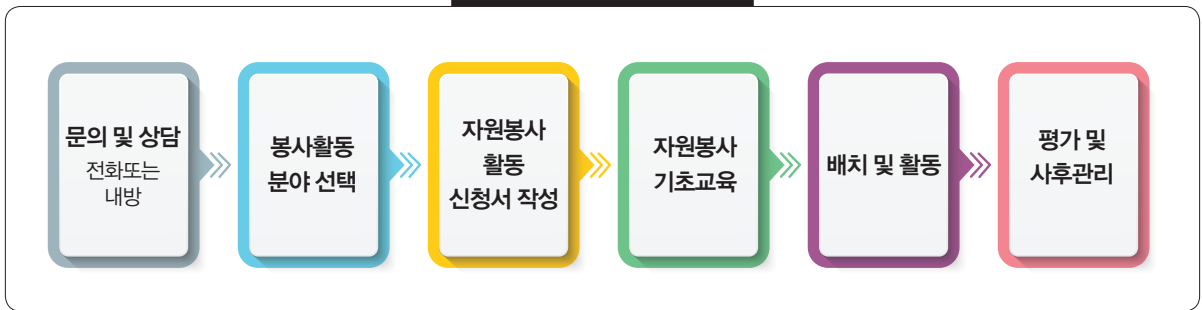 문의 및 상담
전화또는
내방
봉사활동
분야 선택
자원봉사
활동
신청서 작성
자원봉사
기초교육
배치 및 활동
평가 및
사후관리